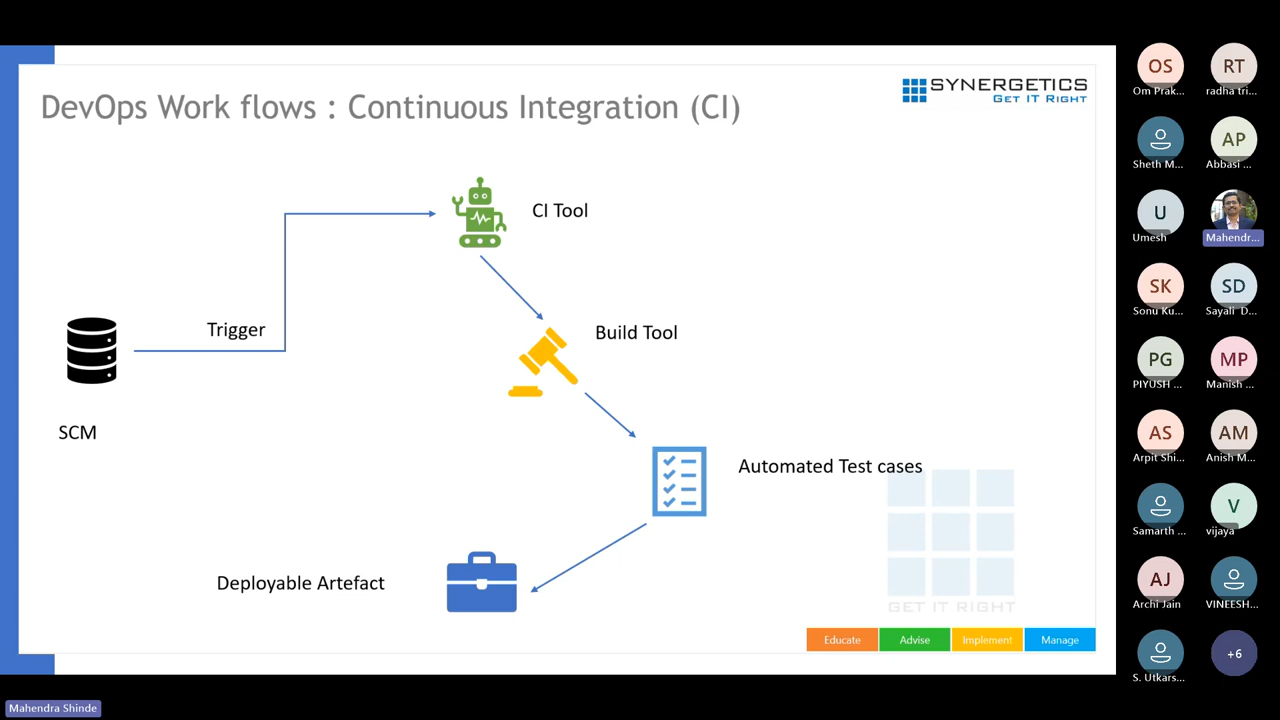 DevOps Work flows : Continuous Integration (CI)
SYNERGETICS
GET IT RIGHT
CI Tool
Trigger
Build Tool
SCM
Automated Test cases
Deployable Artefact
GET IT RIGHT
Educate
Advise
Implement
Manage
OS
Om Prak...
RT
radha tri...
Sheth M...
AP
Abbasi ...
U
Umesh
Mahendr...
SK
Sonu Ku...
SD
Sayali D...
PG
PIYUSH ...
MP
Manish ...
AS
Arpit Shi...
AM
Anish M...
Samarth ...
V
vijaya
AJ
Archi Jain
VINEESH...
S. Utkars...
+6
Mahendra Shinde